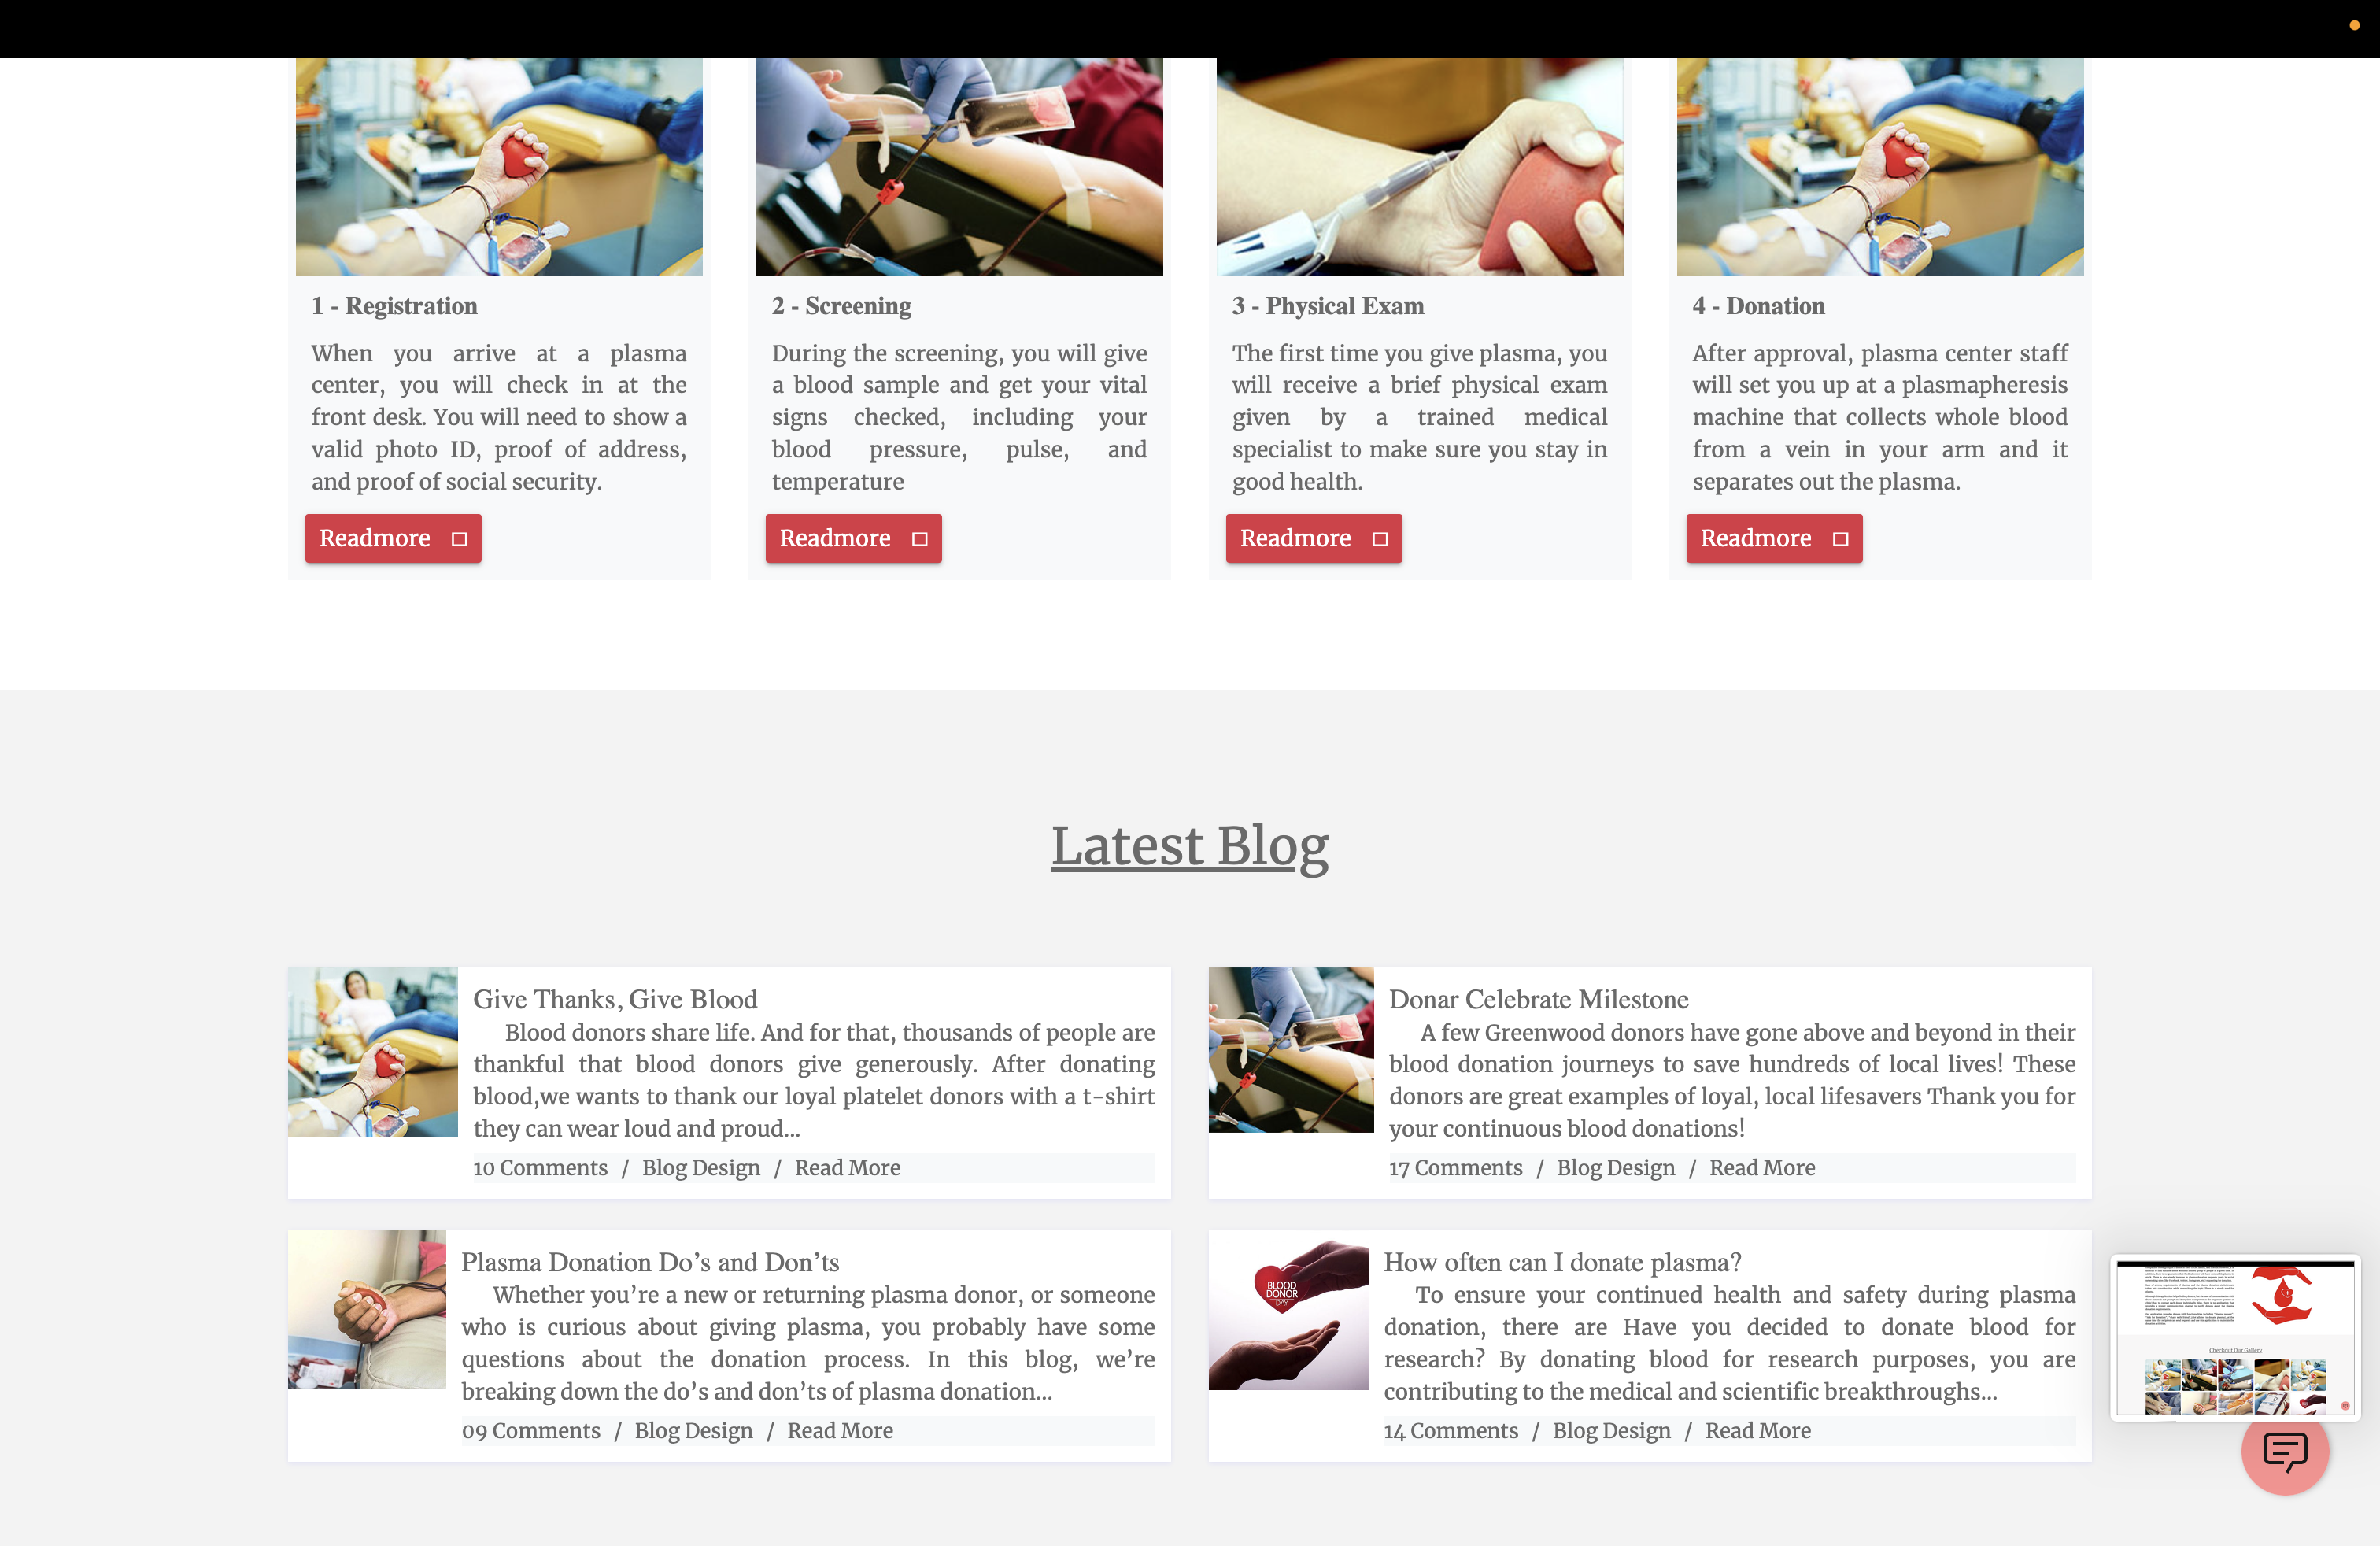 1 - Registration
When you arrive at a plasma
center, you will check in at the
front desk. You will need to show a
valid photo ID, proof of address,
and proof of social security.
Readmore
2 - Screening
During the screening, you will give
a blood sample and get your vital
signs checked, including your
blood pressure, pulse, and
temperature
Readmore
3 - Physical Exam
The first time you give plasma, you
will receive a brief physical exam
given by a trained medical
specialist to make sure you stay in
good health.
Readmore
4 - Donation
After approval, plasma center staff
will set you up at a plasmapheresis
machine that collects whole blood
from a vein in your arm and it
separates out the plasma.
Readmore
Latest Blog
Give Thanks, Give Blood
Blood donors share life. And for that, thousands of people are
thankful that blood donors give generously. After donating
blood,we wants to thank our loyal platelet donors with a t-shirt
they can wear loud and proud...
10 Comments / Blog Design / Read More
Donar Celebrate Milestone
A few Greenwood donors have gone above and beyond in their
blood donation journeys to save hundreds of local lives! These
donors are great examples of loyal, local lifesavers Thank you for
your continuous blood donations!
17 Comments / Blog Design / Read More
Plasma Donation Do’s and Don’ts
Whether you’re a new or returning plasma donor, or someone
who is curious about giving plasma, you probably have some
questions about the donation process. In this blog, we’re
breaking down the do’s and don’ts of plasma donation...
09 Comments / Blog Design / Read More
BLOOD
DONOR
DAY
How often can I donate plasma?
To ensure your continued health and safety during plasma
donation, there are Have you decided to donate blood for
research? By donating blood for research purposes, you are
contributing to the medical and scientific breakthroughs...
14 Comments / Blog Design / Read More
Checkout Our Gallery